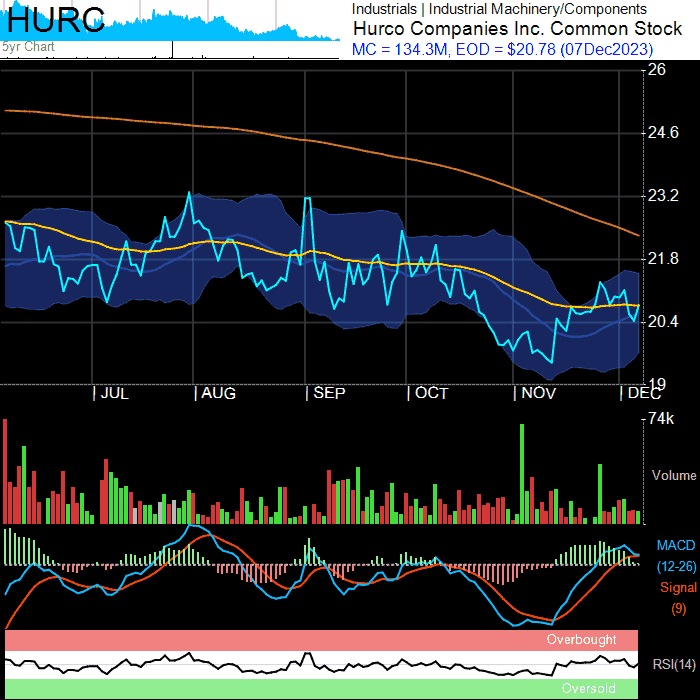 HURC
5yr Chart
Industrials | Industrial Machinery/Components
Hurco Companies Inc. Common Stock
MC = 134.3M, EOD = $20.78 (07Dec2023)
26
24.6
23.2
21.8
20.4
19
JUL
AUG
SEP
OCT
NOV
DEC
74k
Volume
MACD
(12-26)
Signal
(9)
Overbought
RSI(14)
Oversold